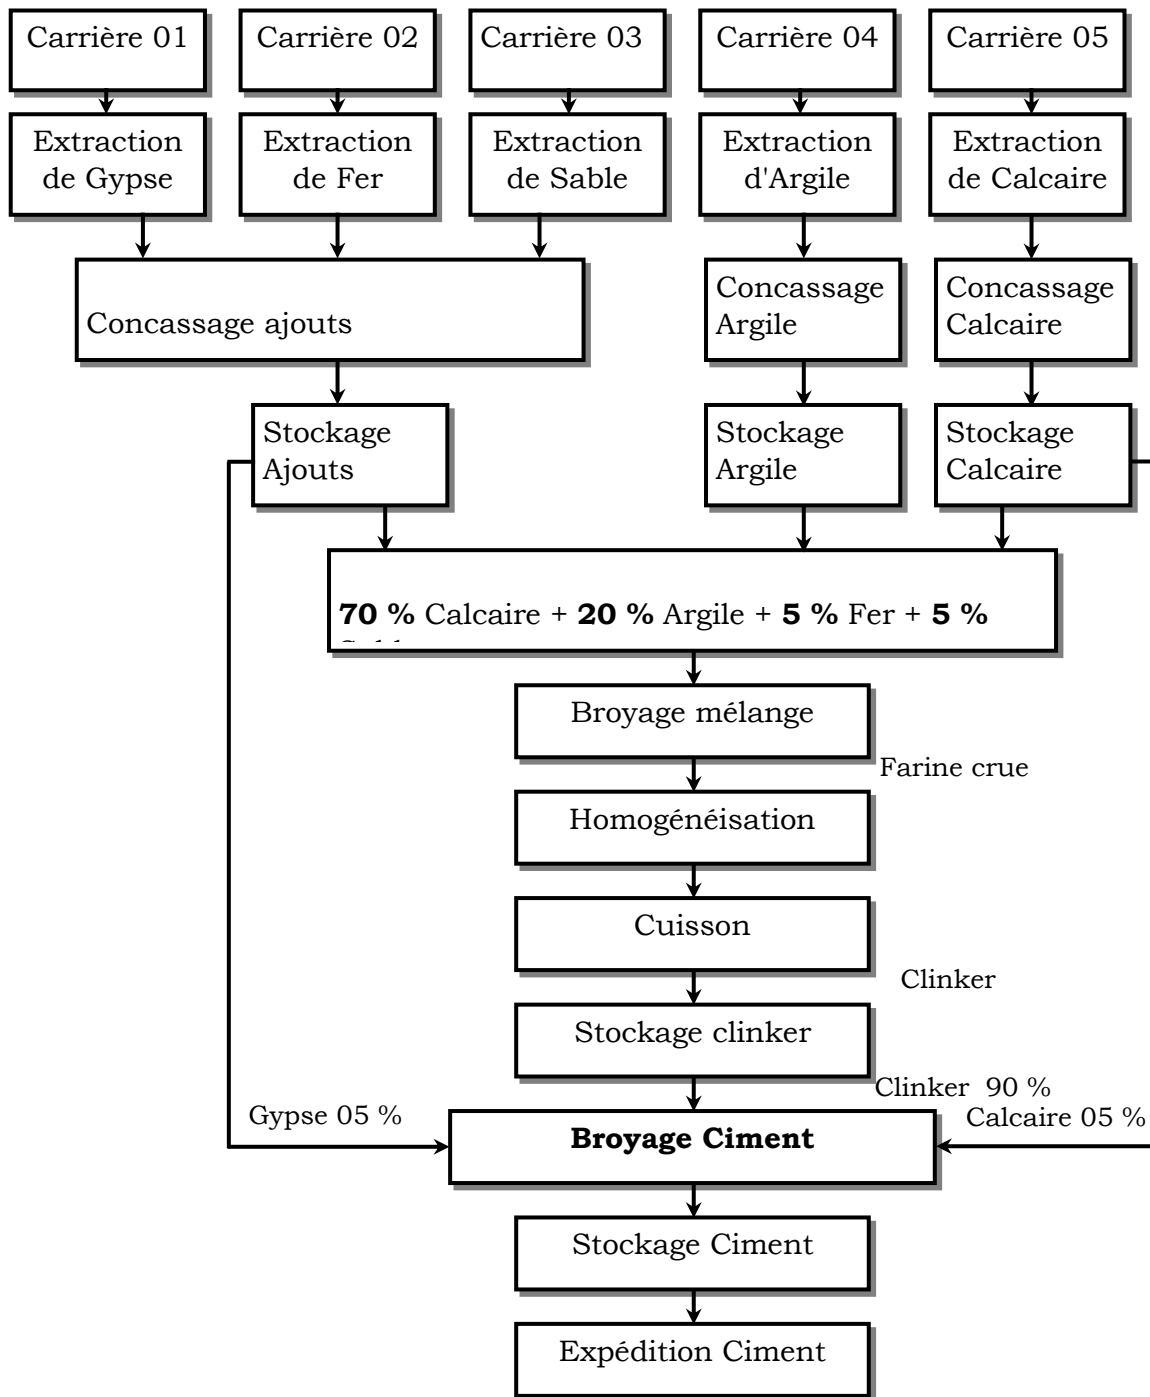 Carrière 01
Carrière 02
Carrière 03
Carrière 04
Carrière 05
Extraction
de Gypse
Extraction
de Fer
Extraction
de Sable
Extraction
d'Argile
Extraction
de Calcaire
Concassage ajouts
Concassage
Argile
Concassage
Calcaire
Stockage
Ajouts
Stockage
Argile
Stockage
Calcaire
70 % Calcaire + 20 % Argile + 5 % Fer + 5 %
Broyage mélange
Farine crue
Homogénéisation
Cuisson
Clinker
Stockage clinker
Clinker 90 %
Gypse 05 %
Broyage Ciment
Calcaire 05 %
Stockage Ciment
Expédition Ciment